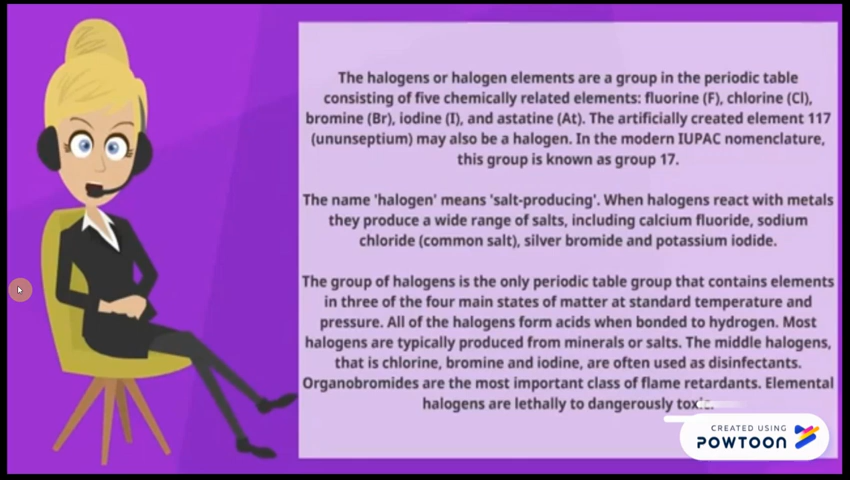 The halogens or halogen elements are a group in the periodic table
consisting of five chemically related elements: fluorine (F), chlorine (Cl),
bromine (Br), iodine (I), and astatine (At). The artificially created element 117
(ununseptium) may also be a halogen. In the modern IUPAC nomenclature,
this group is known as group 17.
The name 'halogen' means 'salt-producing'. When halogens react with metals
they produce a wide range of salts, including calcium fluoride, sodium
chloride (common salt), silver bromide and potassium iodide.
The group of halogens is the only periodic table group that contains elements
in three of the four main states of matter at standard temperature and
pressure. All of the halogens form acids when bonded to hydrogen. Most
halogens are typically produced from minerals or salts. The middle halogens,
that is chlorine, bromine and iodine, are often used as disinfectants.
Organobromides are the most important class of flame retardants. Elemental
halogens are lethally to dangerously toxic.
CREATED USING
POWTOON